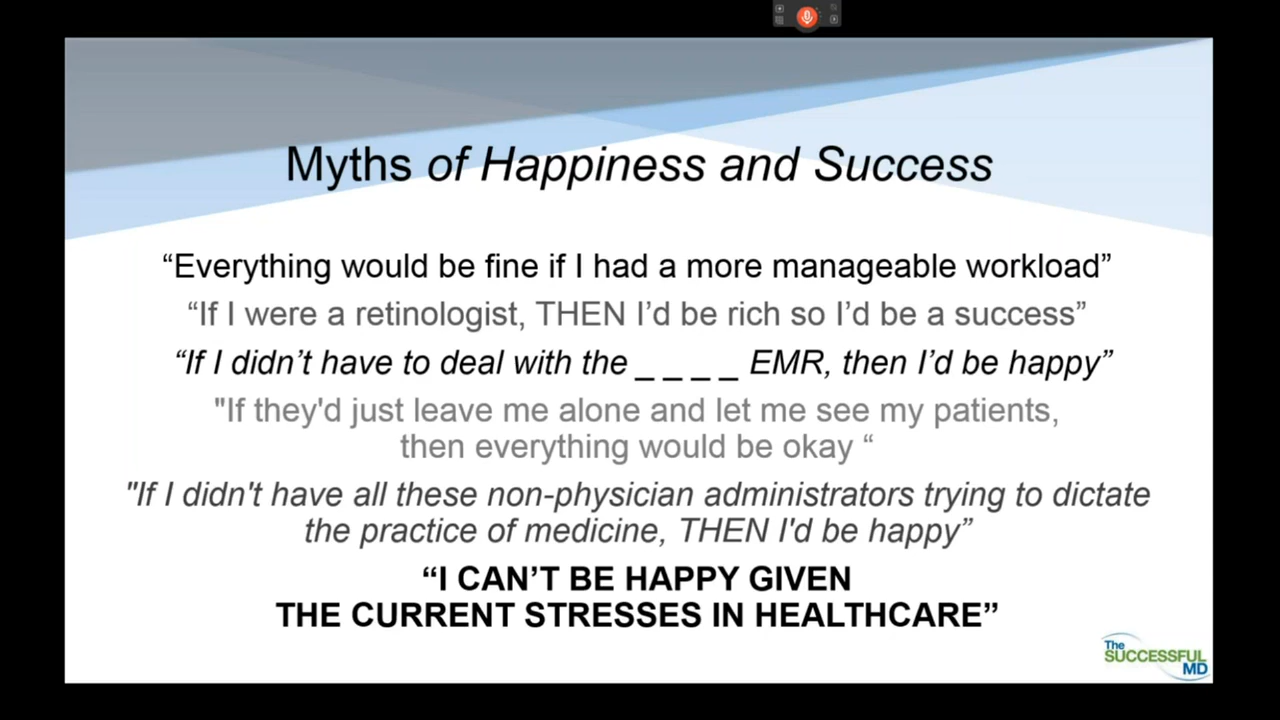 Myths of Happiness and Success
“Everything would be fine if I had a more manageable workload”
“If I were a retinologist, THEN I’d be rich so I’d be a success”
“If I didn’t have to deal with the _ _ _ _ EMR, then I’d be happy”
"If they'd just leave me alone and let me see my patients,
then everything would be okay “
"If I didn't have all these non-physician administrators trying to dictate
the practice of medicine, THEN I'd be happy”
“I CAN’T BE HAPPY GIVEN
THE CURRENT STRESSES IN HEALTHCARE”
The
SUCCESSFUL
MD